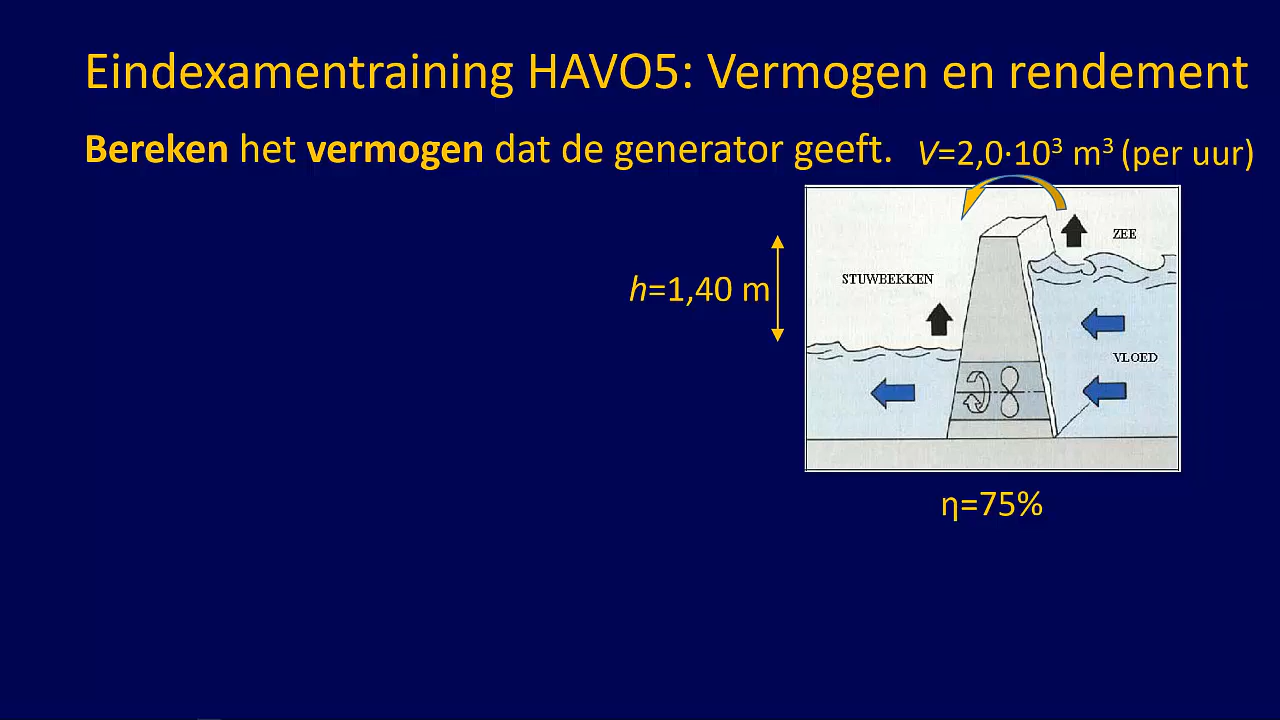 Eindexamentraining HAVO5: Vermogen en rendement
Bereken het vermogen dat de generator geeft. V=2,0·10³ m³ (per uur)
ZEE
STUWBEKKEN
h=1,40 m
VLOED
η=75%